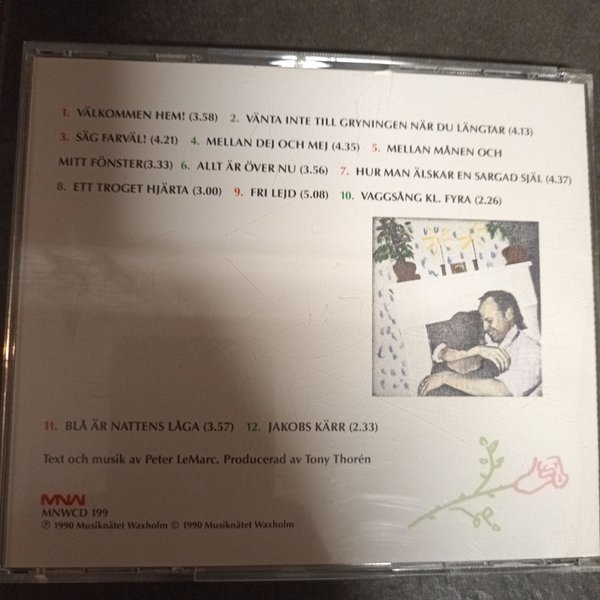 1. VÄLKOMMEN HEM! (3.58) 2. VÄNTA INTE TILL GRYNINGEN NÄR DU LÄNGTAR (4.13)
3. SÄG FARVÄL! (4.21) 4. MELLAN DEJ OCH MEJ (4.35) 5. MELLAN MÅNEN OCH
MITT FÖNSTER(3.33) 6. ALLT ÄR ÖVER NU (3.56) 7. HUR MAN ÄLSKAR EN SARGAD SJÄL (4.37)
8. ETT TROGET HJÄRTA (3.00) 9. FRI LEJD (5.08) 10. VAGGSÅNG KL. FYRA (2.26)
11. BLÅ ÄR NATTENS LÅGA (3.57) 12. JAKOBS KÄRR (2.33)
Text och musik av Peter LeMarc. Producerad av Tony Thorén
MNW
MNWCD 199
℗ 1990 Musiknätet Waxholm © 1990 Musiknätet Waxholm